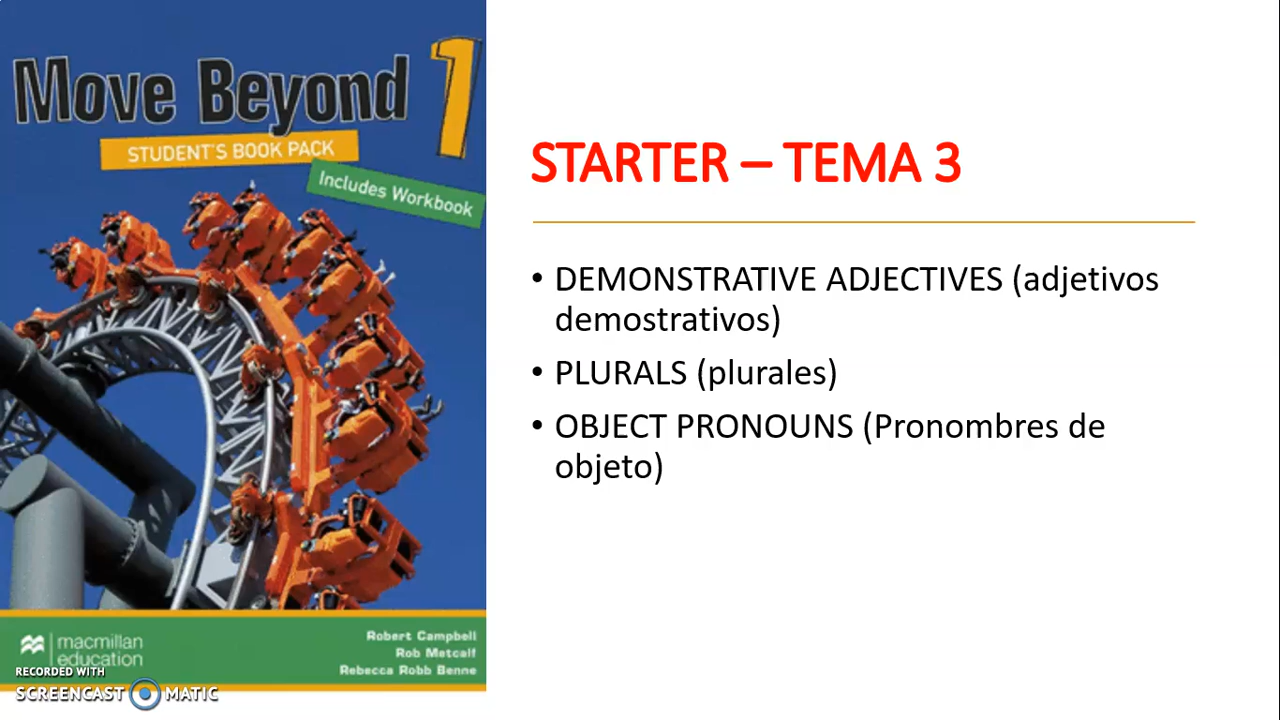 Move Beyond 1
STUDENT'S BOOK PACK
Includes Workbook
macmillan
education
Robert Campbell
Rob Metcalf
Rebecca Robb Benne
RECORDED WITH
SCREENCAST MATIC
STARTER – TEMA 3
• DEMONSTRATIVE ADJECTIVES (adjetivos
demostrativos)
• PLURALS (plurales)
• OBJECT PRONOUNS (Pronombres de
objeto)